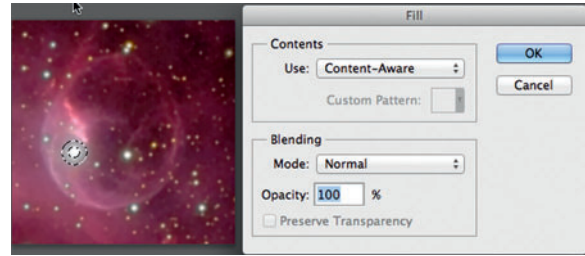 Fill
Contents
Use: Content-Aware
Custom Pattern:
OK
Cancel
Blending
Mode: Normal
Opacity: 100 %
Preserve Transparency